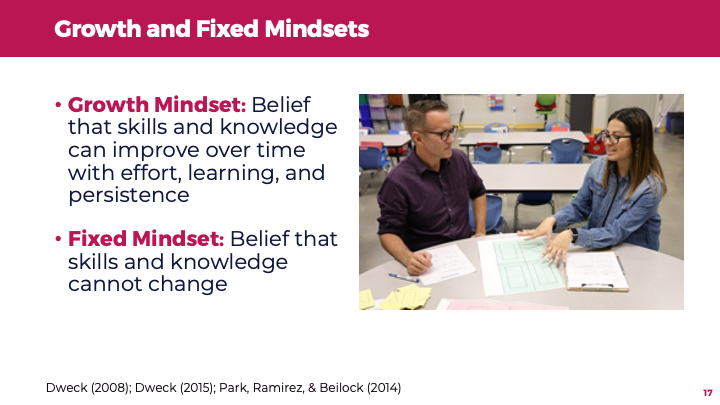 Growth and Fixed Mindsets
• Growth Mindset: Belief
that skills and knowledge
can improve over time
with effort, learning, and
persistence
• Fixed Mindset: Belief that
skills and knowledge
cannot change
Dweck (2008); Dweck (2015); Park, Ramirez, & Beilock (2014)
17